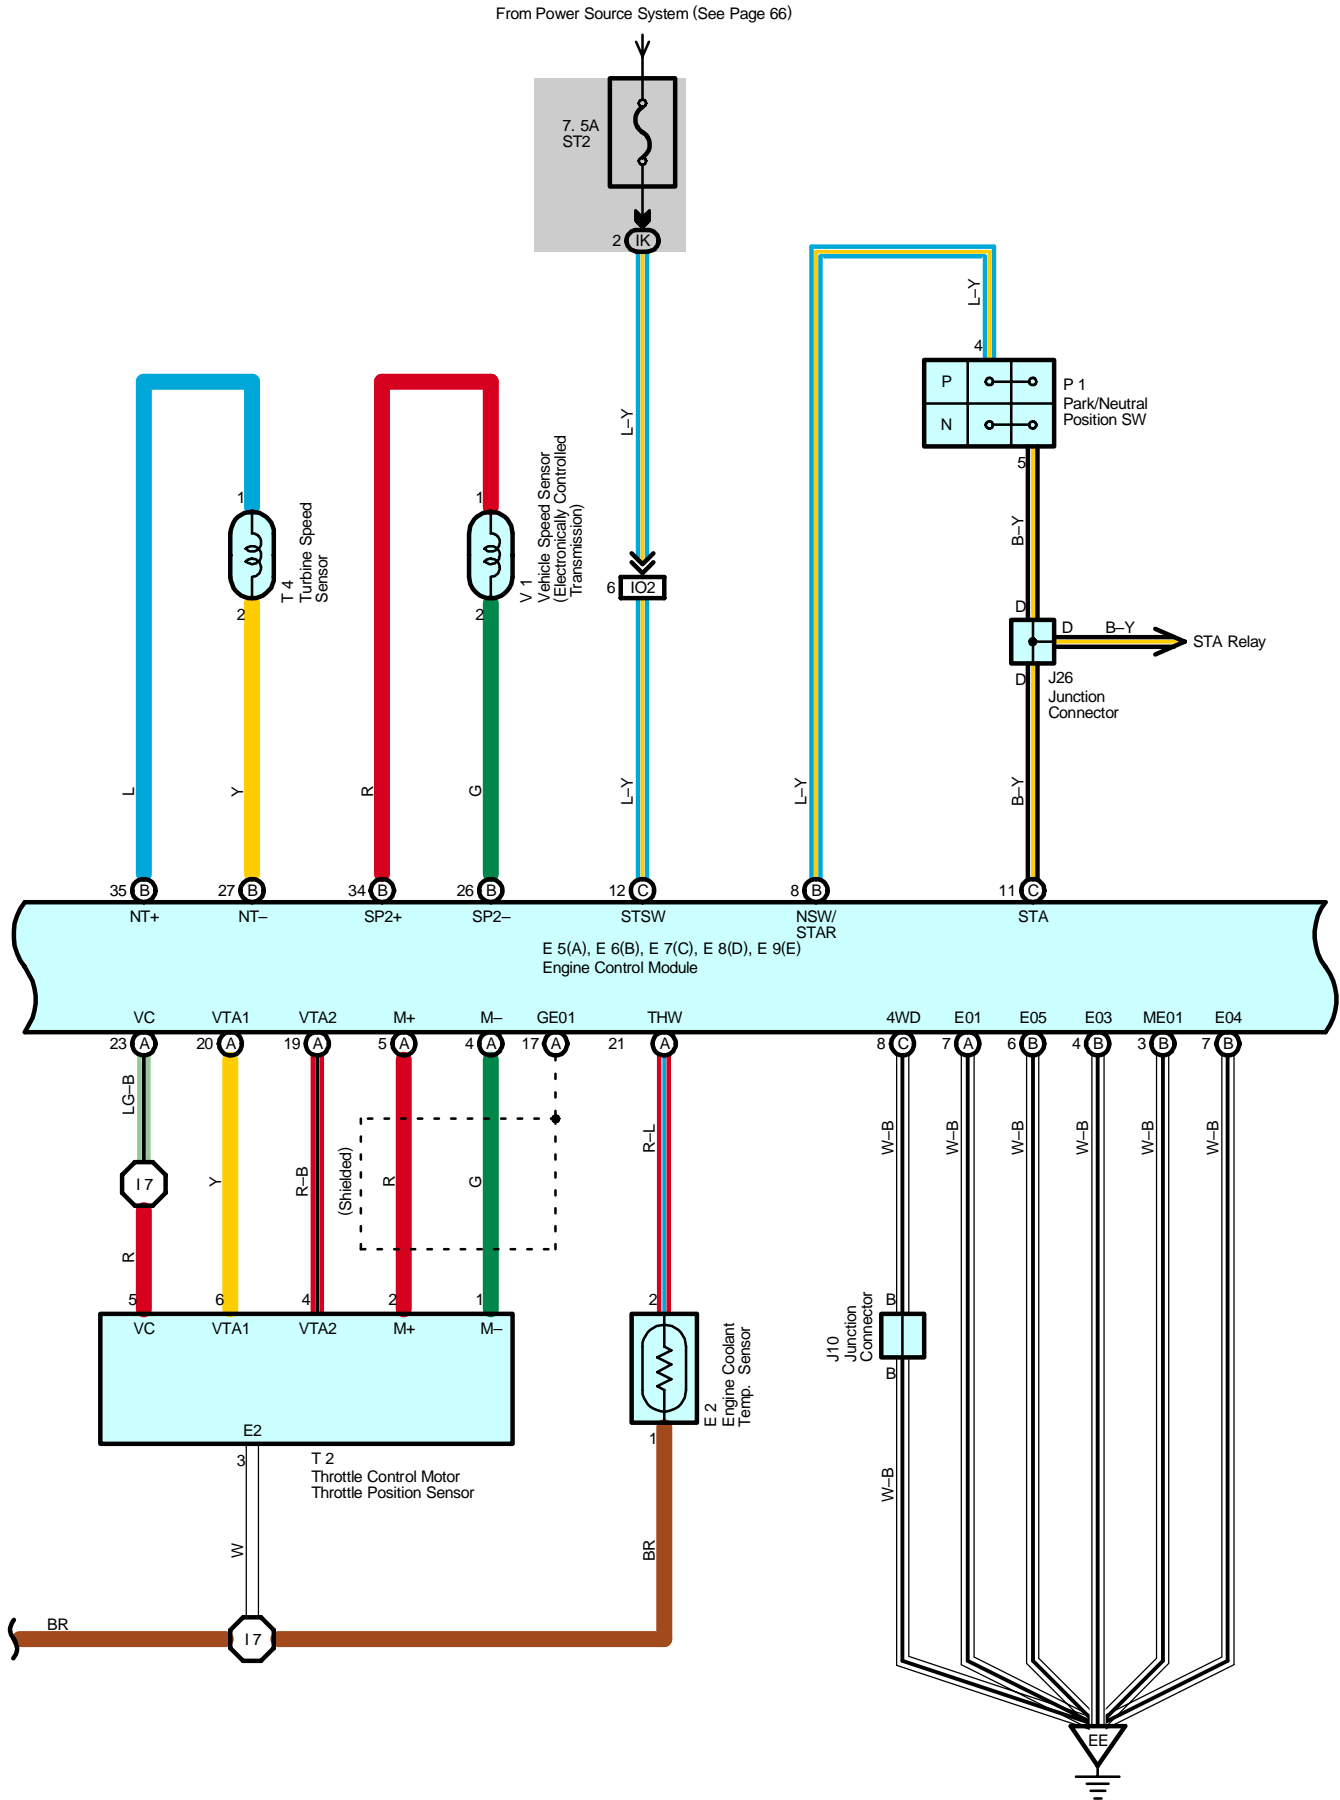 From Power Source System (See Page 66)
7. 5A
ST2
2
IK
L–Y
4
P
N
P 1
Park/Neutral
Position SW
5
L–Y
B–Y
1
2
T 4
Turbine Speed
Sensor
1
2
V 1
Vehicle Speed Sensor
(Electronically Controlled
Transmission)
6
IO2
D
D
B–Y
STA Relay
D
J26
Junction
Connector
L
Y
R
G
L–Y
L–Y
B–Y
35
B
27
B
34
B
26
B
12
C
8
B
11
C
NT+
NT–
SP2+
SP2–
STSW
NSW/
STAR
STA
E 5(A), E 6(B), E 7(C), E 8(D), E 9(E)
Engine Control Module
VC
VTA1
VTA2
M+
M–
GE01
THW
4WD
E01
E05
E03
ME01
E04
23
A
20
A
19
A
5
A
4
A
17
A
21
A
8
C
7
A
6
B
4
B
3
B
7
B
LG–B
R–L
W–B
W–B
W–B
W–B
W–B
W–B
I 7
Y
R–B
(Shielded)
R
G
R
5
6
4
2
1
2
B
VC
VTA1
VTA2
M+
M–
J10
Junction
Connector
B
E 2
Engine Coolant
Temp. Sensor
1
E2
3
T 2
Throttle Control Motor
Throttle Position Sensor
W–B
W
BR
BR
I 7
EE